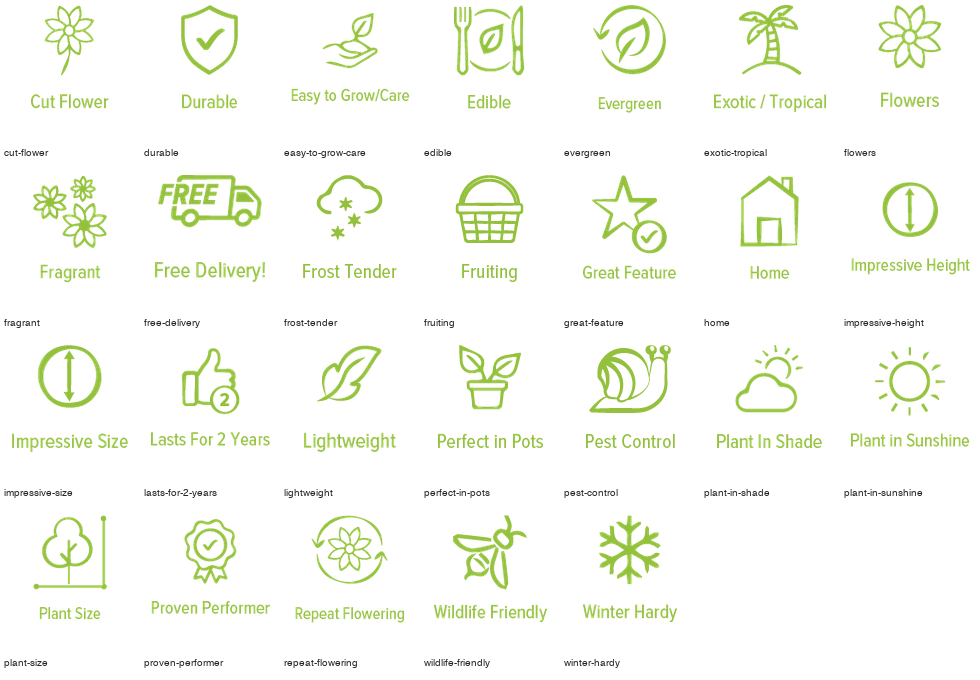 Cut Flower
Durable
Easy to Grow/Care
Edible
Evergreen
Exotic / Tropical
Flowers
cut-flower
durable
easy-to-grow-care
edible
evergreen
exotic-tropical
flowers
FREE
Fragrant
Free Delivery!
Frost Tender
Fruiting
Great Feature
Home
Impressive Height
fragrant
free-delivery
frost-tender
fruiting
great-feature
home
impressive-height
2
Impressive Size
Lasts For 2 Years
Lightweight
Perfect in Pots
Pest Control
Plant In Shade
Plant in Sunshine
impressive-size
lasts-for-2-years
lightweight
perfect-in-pots
pest-control
plant-in-shade
plant-in-sunshine
Plant Size
Proven Performer
Repeat Flowering
Wildlife Friendly
Winter Hardy
plant-size
proven-performer
repeat-flowering
wildlife-friendly
winter-hardy